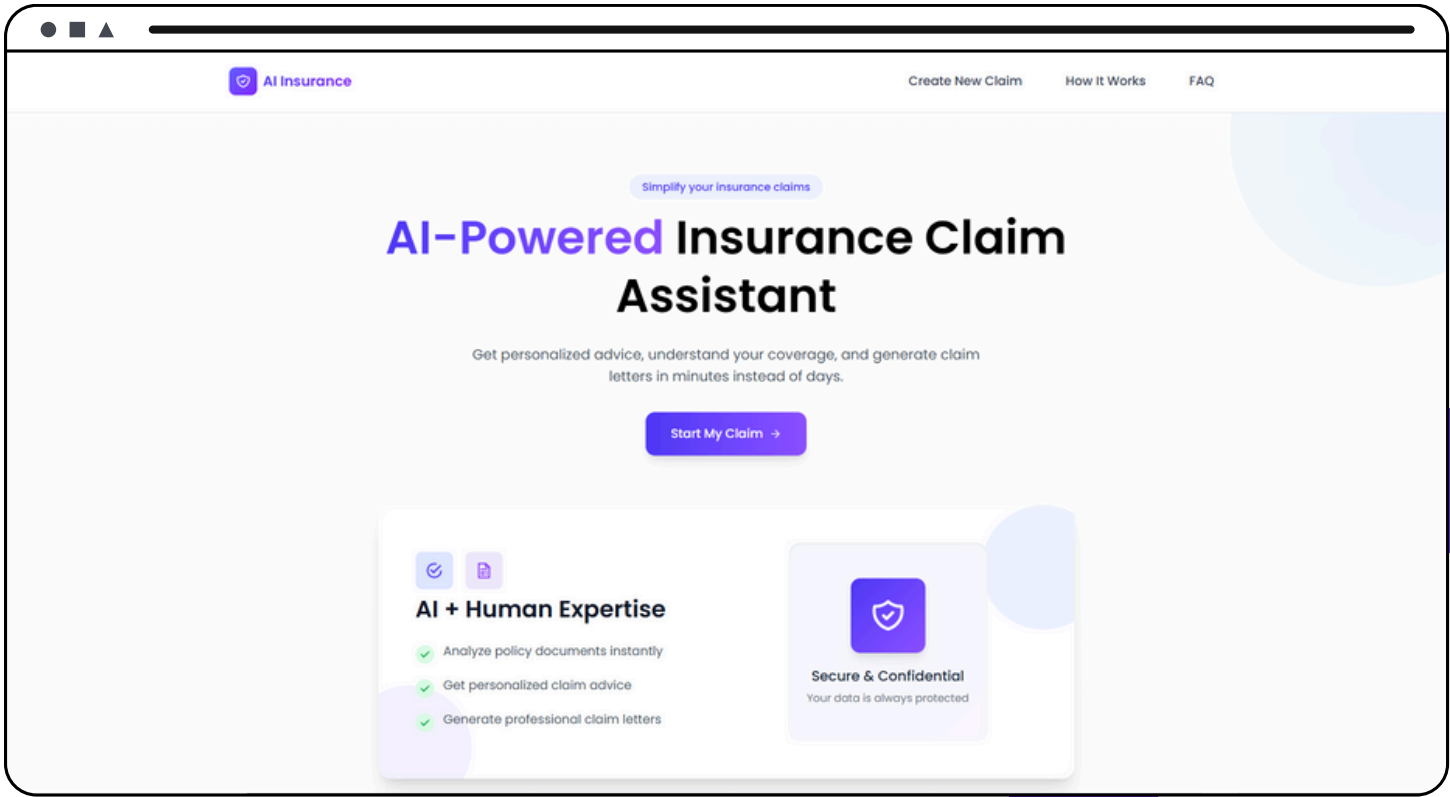 AI Insurance
Create New Claim
How It Works
FAQ
Simplify your insurance claims
AI-Powered Insurance Claim
Assistant
Get personalized advice, understand your coverage, and generate claim
letters in minutes instead of days.
Start My Claim →
AI + Human Expertise
Analyze policy documents instantly
Get personalized claim advice
Generate professional claim letters
Secure & Confidential
Your data is always protected